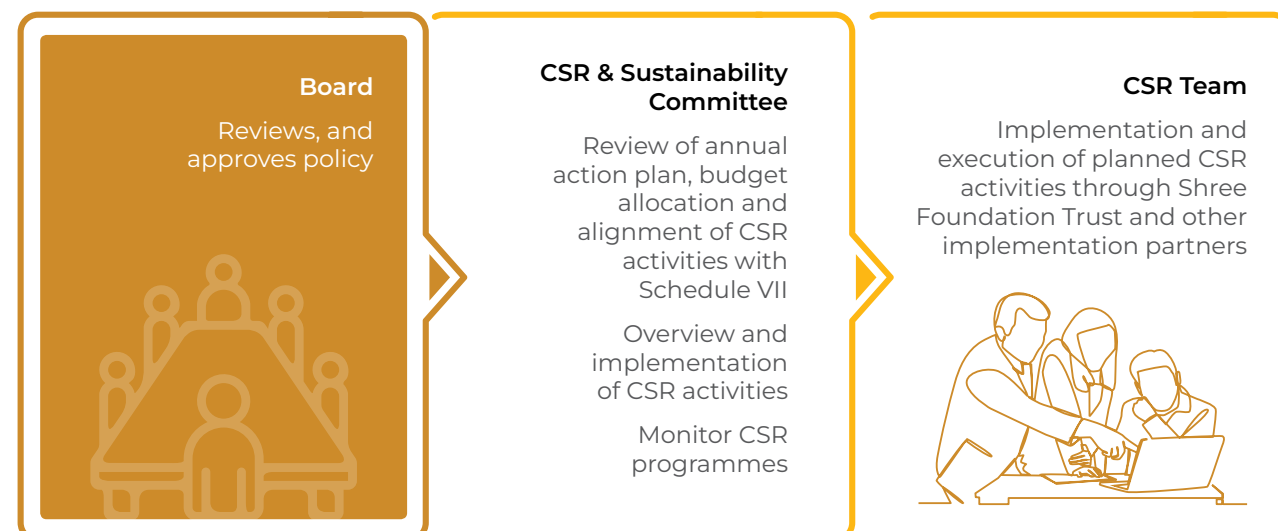 Board
Reviews, and
approves policy
CSR & Sustainability
Committee
Review of annual
action plan, budget
allocation and
alignment of CSR
activities with
Schedule VII
Overview and
implementation
of CSR activities
Monitor CSR
programmes
CSR Team
Implementation and
execution of planned CSR
activities through Shree
Foundation Trust and other
implementation partners